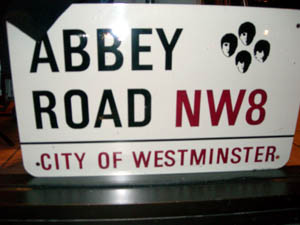 ABBEY
ROAD NW8
·CITY OF WESTMINSTER·